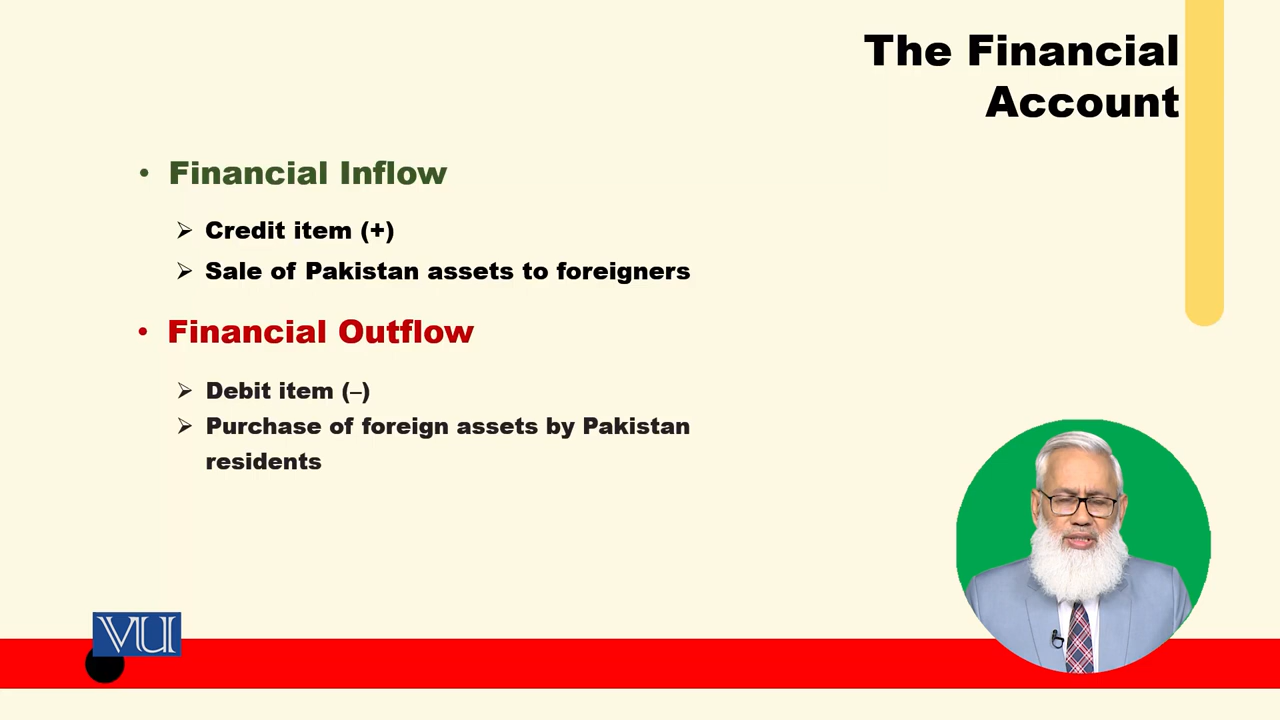 The Financial
Account
• Financial Inflow
➢ Credit item (+)
➢ Sale of Pakistan assets to foreigners
• Financial Outflow
➢ Debit item (–)
➢ Purchase of foreign assets by Pakistan
residents
VU